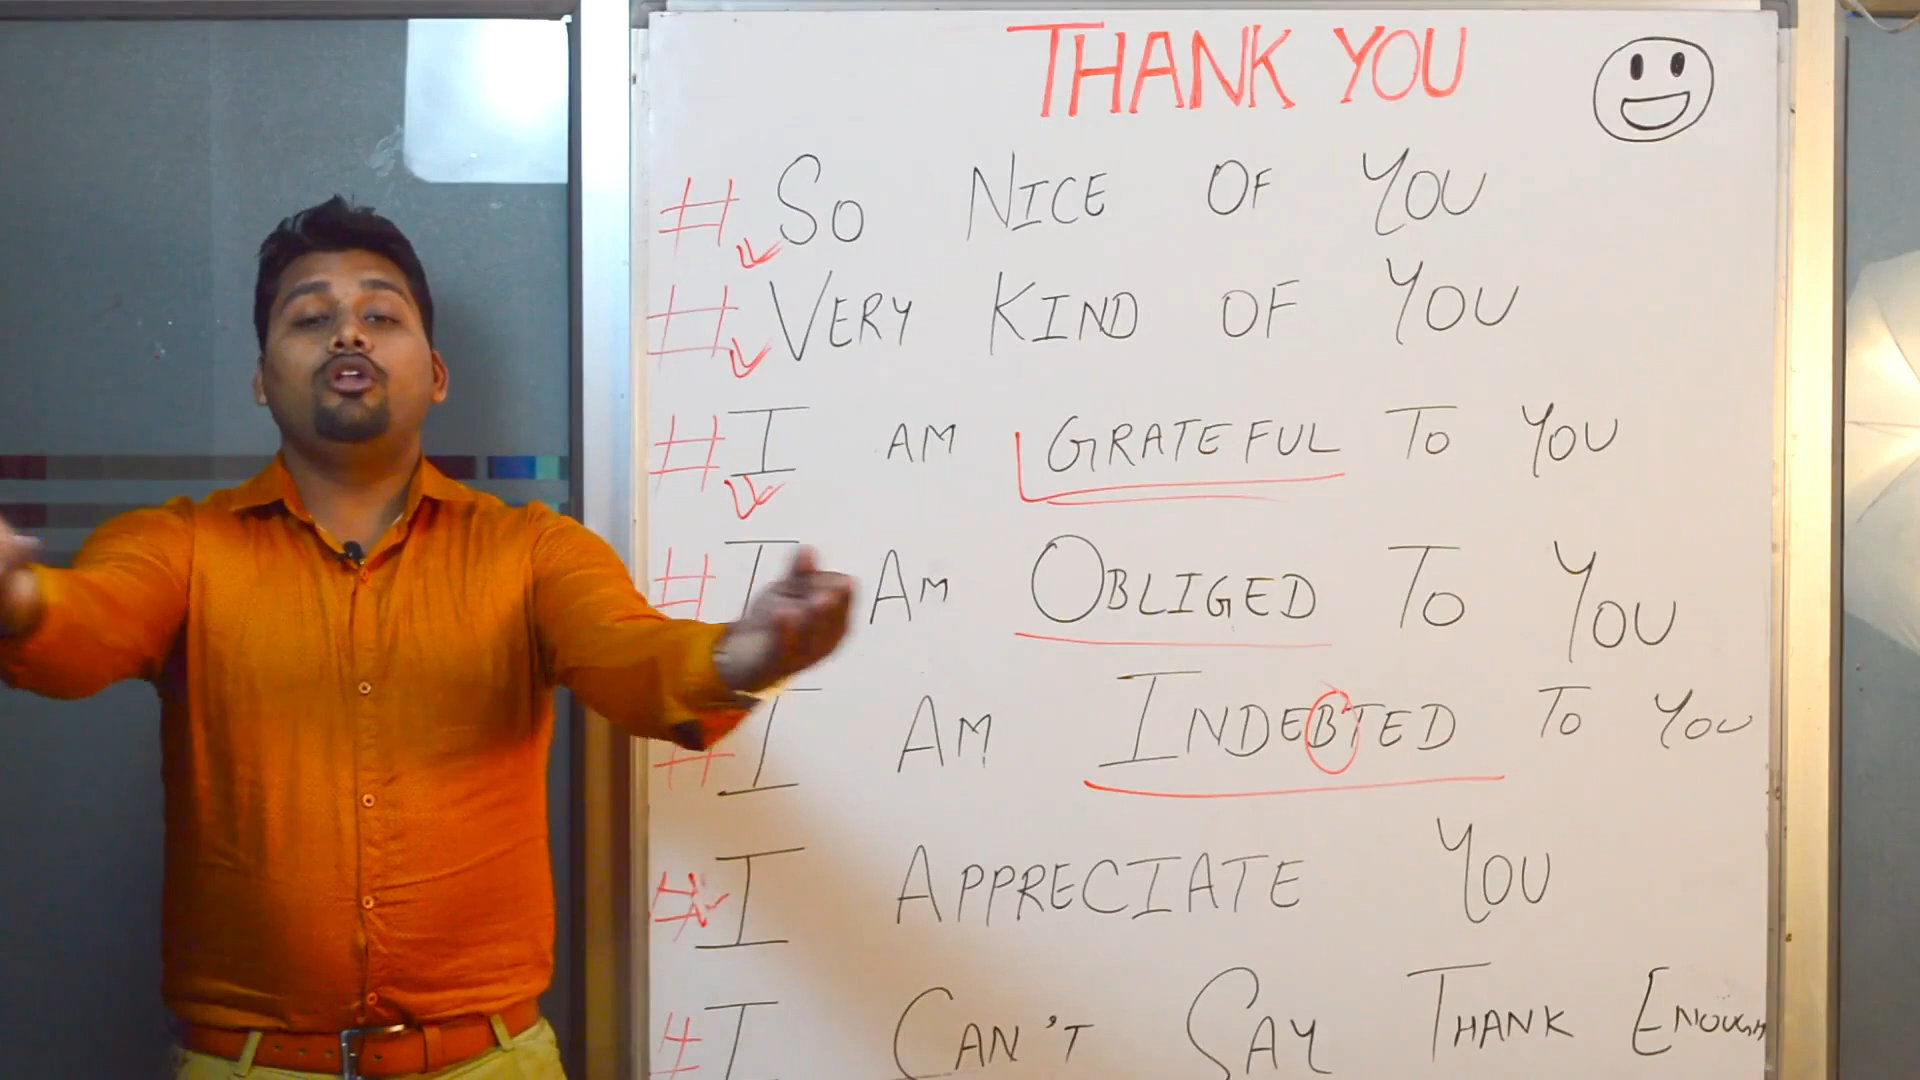 THANK YOU
# SO NICE OF YOU
# VERY KIND OF YOU
# I AM GRATEFUL TO YOU
# I AM OBLIGED TO YOU
# I AM INDEBTED TO YOU
# I APPRECIATE YOU
# I CAN'T SAY THANK ENOUGH